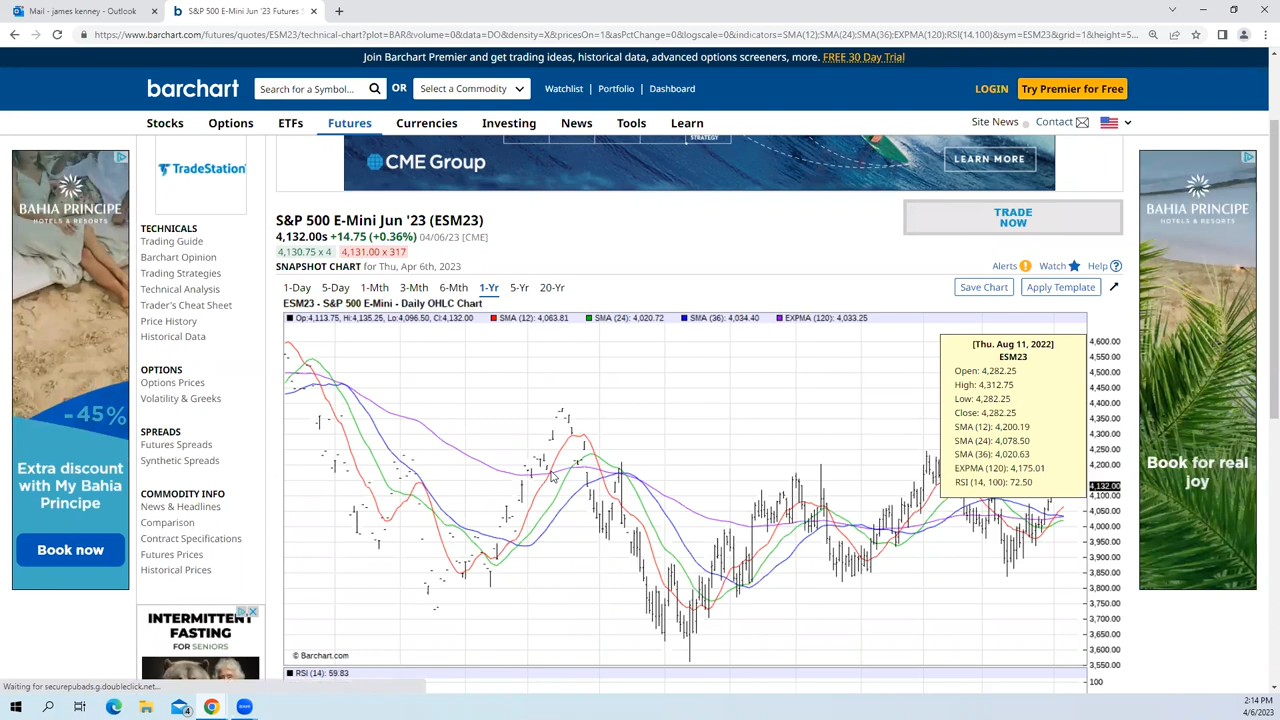 Mail - james kenney - Outlook
S&P 500 E-Mini Jun '23 Futures S
https://www.barchart.com/futures/quotes/ESM23/technical-chart?plot=BAR&volume=0&data=DO&density=X&pricesOn=1&asPctChange=0&logscale=0&indicators=SMA(12);SMA(24);SMA(36);EXPMA(120);RSI(14,100)&sym=ESM23&grid=1&height=5...
Join Barchart Premier and get trading ideas, historical data, advanced options screeners, more. FREE 30 Day Trial
barchart
Search for a Symbol...
OR
Select a Commodity
Watchlist
Portfolio
Dashboard
LOGIN
Try Premier for Free
Stocks
Options
ETFs
Futures
Currencies
Investing
News
Tools
Learn
Site News
Contact
BAHIA PRINCIPE
HOTELS & RESORTS
-45%
Extra discount
with My Bahia
Principe
Book now
TradeStation
TECHNICALS
Trading Guide
Barchart Opinion
Trading Strategies
Technical Analysis
Trader's Cheat Sheet
Price History
Historical Data
OPTIONS
Options Prices
Volatility & Greeks
SPREADS
Futures Spreads
Synthetic Spreads
COMMODITY INFO
News & Headlines
Comparison
Contract Specifications
Futures Prices
Historical Prices
INTERMITTENT
FASTING
FOR SENIORS
STRATEGY
CME Group
LEARN MORE
S&P 500 E-Mini Jun '23 (ESM23)
4,132.00s +14.75 (+0.36%) 04/06/23 [CME]
4,130.75 x 4
4,131.00 x 317
SNAPSHOT CHART for Thu, Apr 6th, 2023
TRADE
NOW
Alerts
Watch
Help
1-Day
5-Day
1-Mth
3-Mth
6-Mth
1-Yr
5-Yr
20-Yr
Save Chart
Apply Template
ESM23 - S&P 500 E-Mini - Daily OHLC Chart
Op:4,113.75, Hi:4,135.25, Lo:4,096.50, Cl:4,132.00
SMA (12): 4,063.81
SMA (24): 4,020.72
SMA (36): 4,034.40
EXPMA (120): 4,033.25
[Thu. Aug 11, 2022]
ESM23
Open: 4,282.25
High: 4,312.75
Low: 4,282.25
Close: 4,282.25
SMA (12): 4,200.19
SMA (24): 4,078.50
SMA (36): 4,020.63
EXPMA (120): 4,175.01
RSI (14, 100): 72.50
4,600.00
4,550.00
4,500.00
4,450.00
4,400.00
4,350.00
4,300.00
4,250.00
4,200.00
4,132.00
4,100.00
4,050.00
4,000.00
3,950.00
3,900.00
3,850.00
3,800.00
3,750.00
3,700.00
3,650.00
3,600.00
3,550.00
© Barchart.com
RSI (14): 59.83
100
BAHIA PRINCIPE
HOTELS & RESORTS
Book for real
joy
Waiting for securepubads.g.doubleclick.net...
4
zoom
2:14 PM
4/6/2023